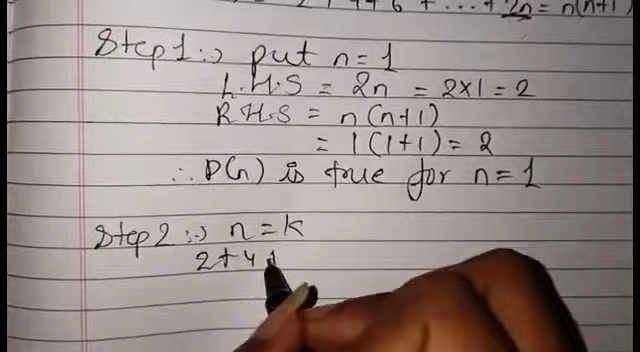 2+4+6+...+2n=n(n+1)
Step 1:→ put n=1
L.H.S = 2n = 2×1=2
R.H.S = n(n+1)
= 1(1+1)=2
∴ P(n) is true for n=1
Step 2:→ n=k
2+4